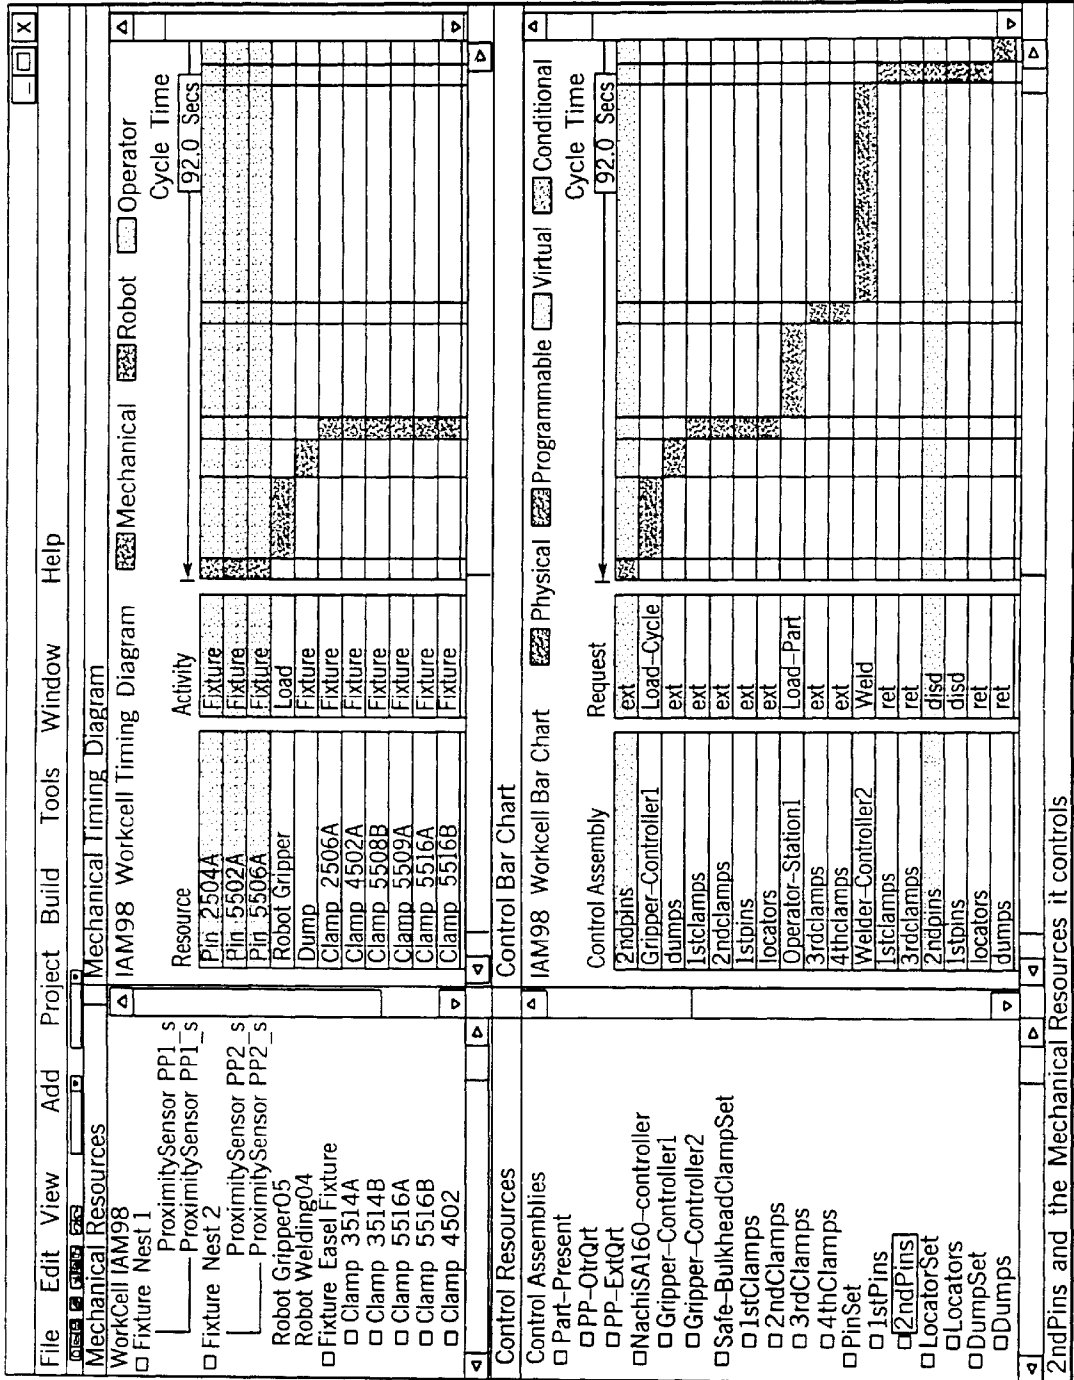 File Edit View Add Project Build Tools Window Help
_ □ X
Mechanical Resources
WorkCell IAM98
Fixture Nest 1
ProximitySensor PP1_s
ProximitySensor PP1_s
Fixture Nest 2
ProximitySensor PP2_s
ProximitySensor PP2_s
Robot Gripper05
Robot Welding04
Fixture Easel Fixture
Clamp 3514A
Clamp 3514B
Clamp 5516A
Clamp 5516B
Clamp 4502
Mechanical Timing Diagram
IAM98 Workcell Timing Diagram Mechanical Robot Operator
Cycle Time
92.0 Secs
Resource Activity
Pin 2504A Fixture
Pin 5502A Fixture
Pin 5506A Fixture
Robot Gripper Load
Dump Fixture
Clamp 2506A Fixture
Clamp 4502A Fixture
Clamp 5508B Fixture
Clamp 5509A Fixture
Clamp 5516A Fixture
Clamp 5516B Fixture
Control Resources
Control Assemblies
Part-Present
PP-OtrQrt
PP-ExtQrt
NachiSA160-controller
Gripper-Controller1
Gripper-Controller2
Safe-BulkheadClampSet
1stClamps
2ndClamps
3rdClamps
4thClamps
PinSet
1stPins
2ndPins
LocatorSet
Locators
DumpSet
Dumps
Control Bar Chart
IAM98 Workcell Bar Chart Physical Programmable Virtual Conditional
Cycle Time
92.0 Secs
Control Assembly Request
2ndpins ext
Gripper-Controller1 Load-Cycle
dumps ext
1stclamps ext
2ndclamps ext
1stpins ext
locators ext
Operator-Station1 Load-Part
3rdclamps ext
4thclamps ext
Welder-Controller2 Weld
1stclamps ret
3rdclamps ret
2ndpins disd
1stpins disd
locators ret
dumps ret
2ndPins and the Mechanical Resources it controls